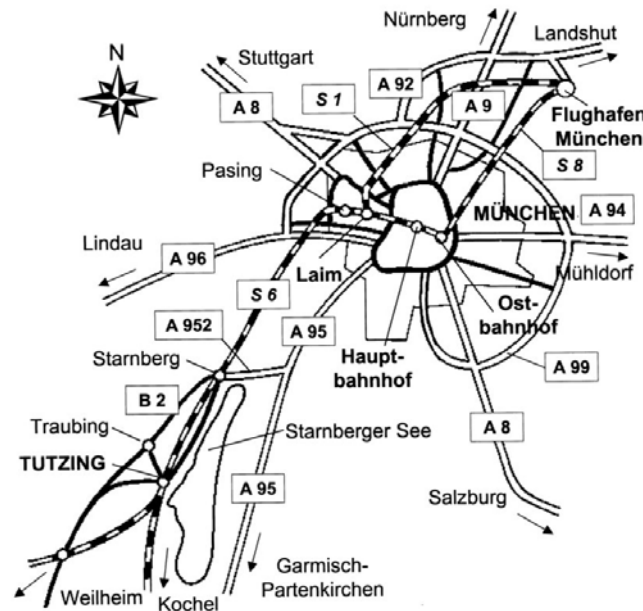 Nürnberg
Landshut
N
Stuttgart
A 92
S 1
A 9
A 8
Flughafen
München
S 8
Pasing
MÜNCHEN
A 94
Lindau
A 96
Laim
Mühldorf
S 6
Ost-
bahnhof
A 952
A 95
Haupt-
bahnhof
Starnberg
A 99
B 2
Traubing
Starnberger See
A 8
TUTZING
A 95
Salzburg
Garmisch-
Partenkirchen
Weilheim
Kochel